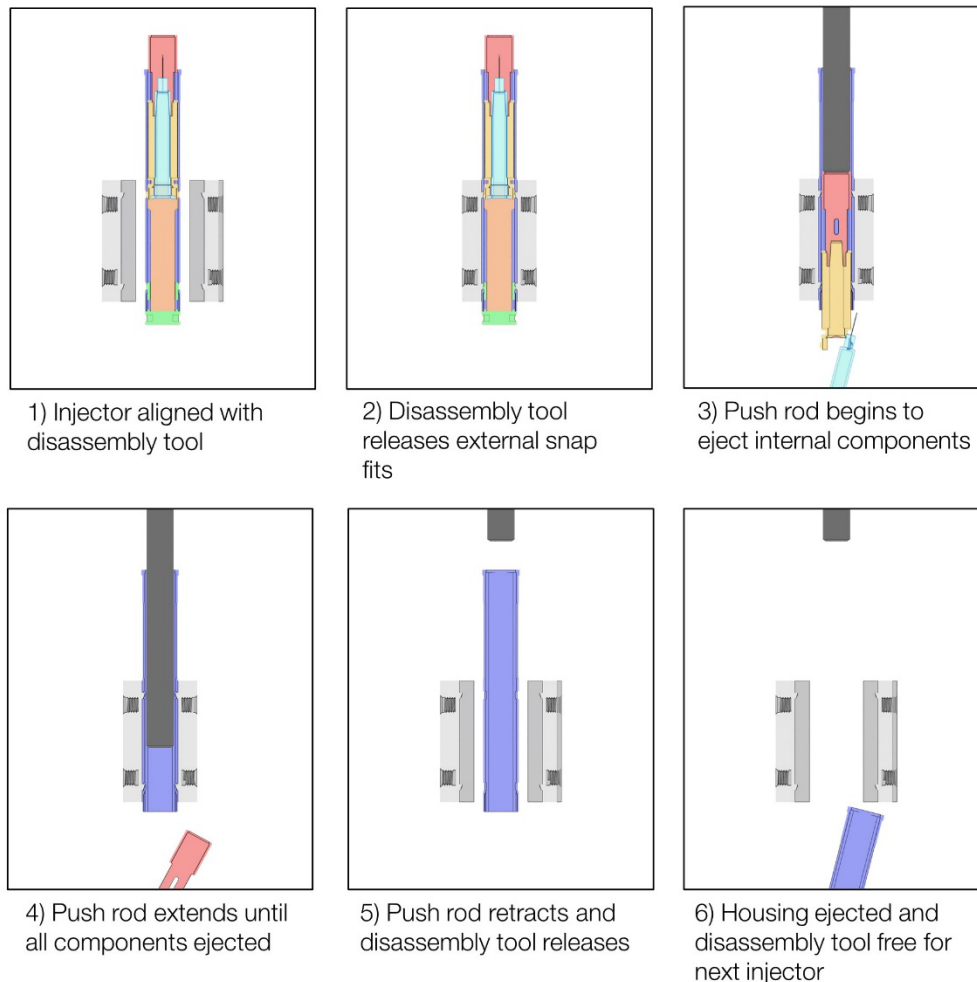 1) Injector aligned with
disassembly tool
2) Disassembly tool
releases external snap
fits
3) Push rod begins to
eject internal components
4) Push rod extends until
all components ejected
5) Push rod retracts and
disassembly tool releases
6) Housing ejected and
disassembly tool free for
next injector